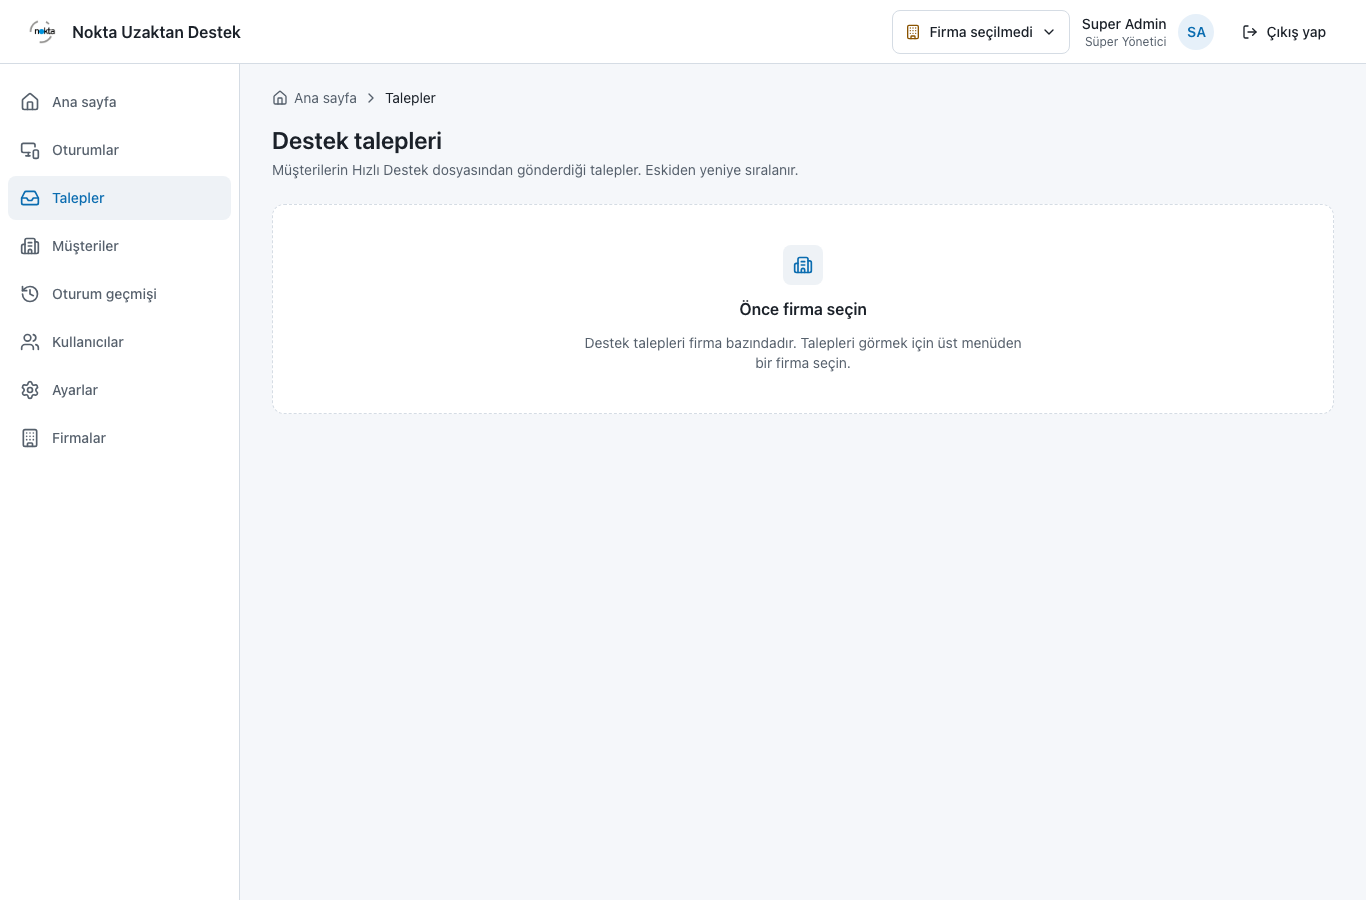 nokta
Nokta Uzaktan Destek
Firma seçilmedi
Super Admin
Süper Yönetici
SA
Çıkış yap
Ana sayfa
Oturumlar
Talepler
Müşteriler
Oturum geçmişi
Kullanıcılar
Ayarlar
Firmalar
Ana sayfa
Talepler
Destek talepleri
Müşterilerin Hızlı Destek dosyasından gönderdiği talepler. Eskiden yeniye sıralanır.
Önce firma seçin
Destek talepleri firma bazındadır. Talepleri görmek için üst menüden
bir firma seçin.